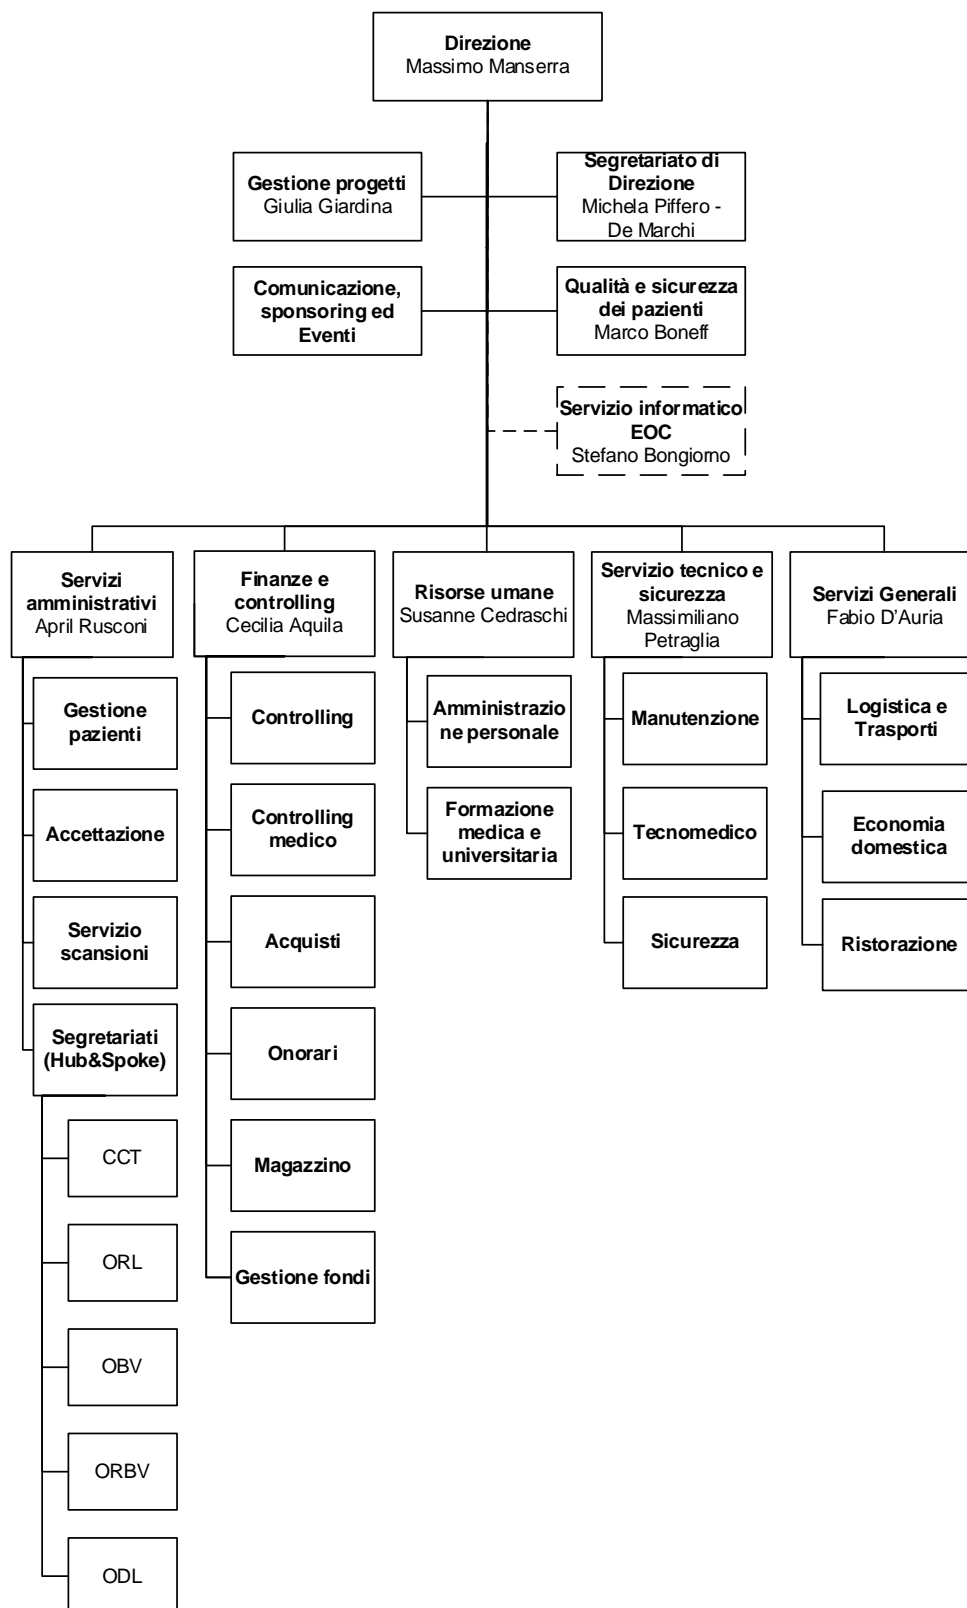 Direzione
Massimo Manserra
Gestione progetti
Giulia Giardina
Segretariato di
Direzione
Michela Piffero -
De Marchi
Comunicazione,
sponsoring ed
Eventi
Qualità e sicurezza
dei pazienti
Marco Boneff
Servizio informatico
EOC
Stefano Bongiorno
Servizi
amministrativi
April Rusconi
Finanze e
controlling
Cecilia Aquila
Risorse umane
Susanne Cedraschi
Servizio tecnico e
sicurezza
Massimiliano
Petraglia
Servizi Generali
Fabio D'Auria
Gestione
pazienti
Accettazione
Servizio
scansioni
Segretariati
(Hub&Spoke)
CCT
ORL
OBV
ORBV
ODL
Controlling
Controlling
medico
Acquisti
Onorari
Magazzino
Gestione fondi
Amministrazio
ne personale
Formazione
medica e
universitaria
Manutenzione
Tecnomedico
Sicurezza
Logistica e
Trasporti
Economia
domestica
Ristorazione